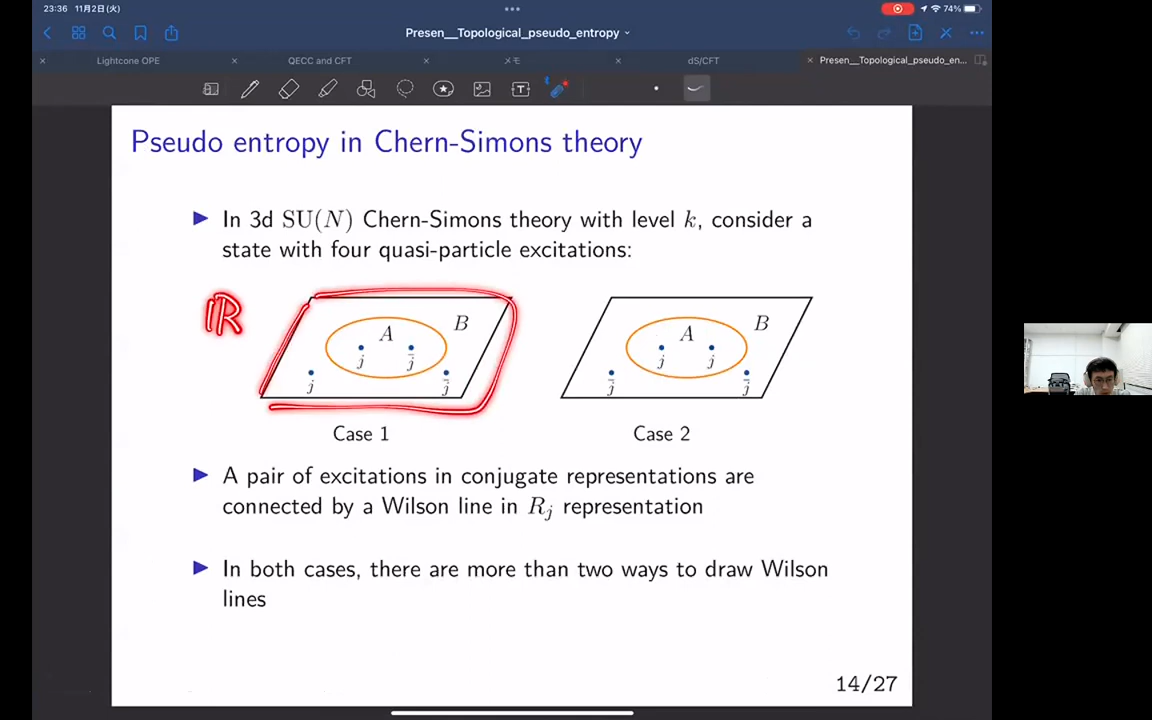 23:36 11月2日(火)
74%
Presen__Topological_pseudo_entropy
Lightcone OPE
QECC and CFT
メモ
dS/CFT
Presen__Topological_pseudo_en...
T
Pseudo entropy in Chern-Simons theory
In 3d SU(N) Chern-Simons theory with level k, consider a
state with four quasi-particle excitations:
ℝ
A
B
j
j̄
j
j̄
A
B
j
j
j̄
j̄
Case 1
Case 2
A pair of excitations in conjugate representations are
connected by a Wilson line in R_j representation
In both cases, there are more than two ways to draw Wilson
lines
14/27